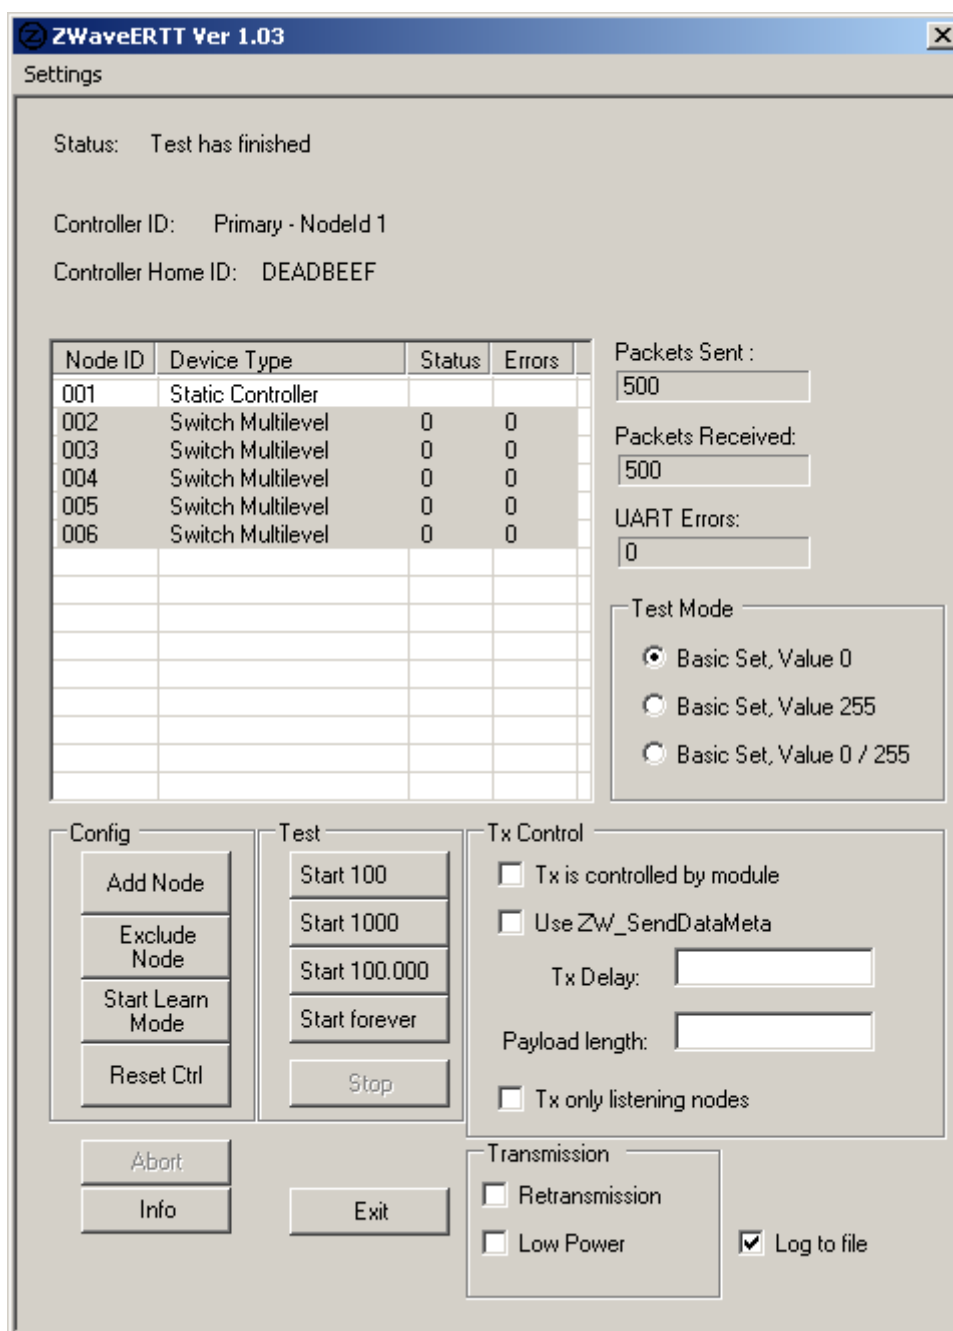 ZWaveERTT Ver 1.03
Settings
Status: Test has finished
Controller ID: Primary - NodeId 1
Controller Home ID: DEADBEEF
Node ID Device Type Status Errors
001 Static Controller
002 Switch Multilevel 0 0
003 Switch Multilevel 0 0
004 Switch Multilevel 0 0
005 Switch Multilevel 0 0
006 Switch Multilevel 0 0
Packets Sent :
500
Packets Received:
500
UART Errors:
0
Test Mode
Basic Set, Value 0
Basic Set, Value 255
Basic Set, Value 0 / 255
Config
Add Node
Exclude
Node
Start Learn
Mode
Reset Ctrl
Abort
Info
Test
Start 100
Start 1000
Start 100.000
Start forever
Stop
Exit
Tx Control
Tx is controlled by module
Use ZW_SendDataMeta
Tx Delay:
Payload length:
Tx only listening nodes
Transmission
Retransmission
Low Power
Log to file